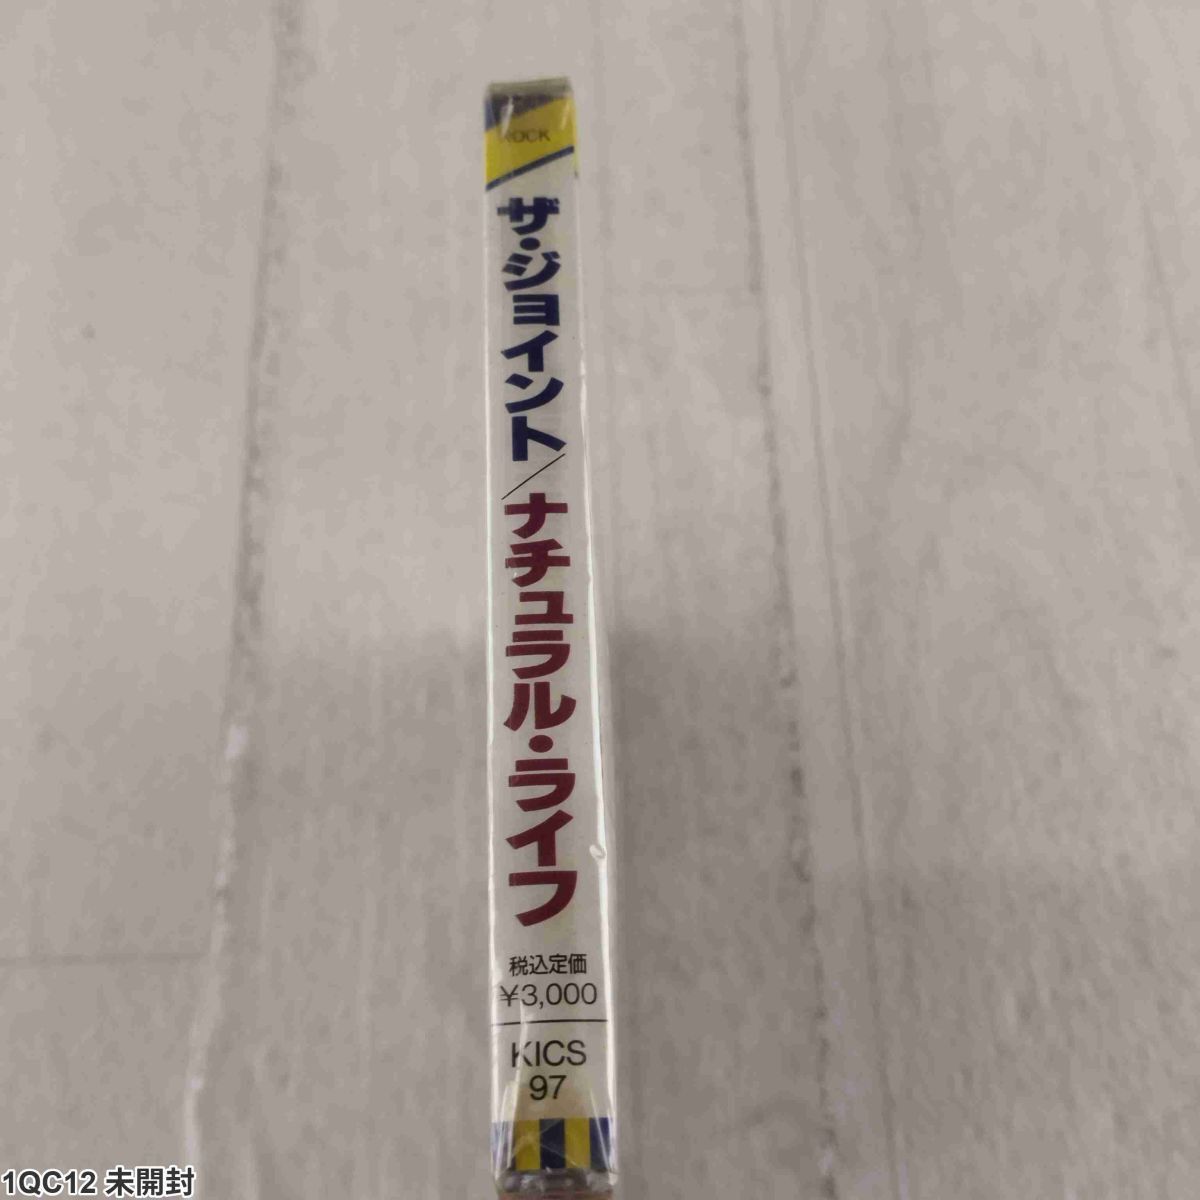 ROCK
ザ・ジョイント/ナチュラル・ライフ
税込定価
¥3,000
KICS
97
1QC12 未開封